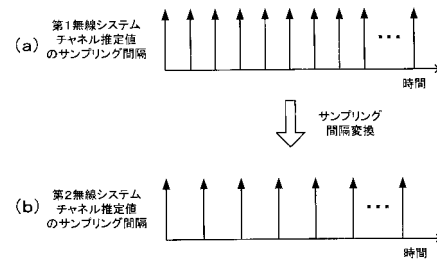 (a)
第1無線システム
チャネル推定値
のサンプリング間隔
・・・
時間
サンプリング
間隔変換
(b)
第2無線システム
チャネル推定値
のサンプリング間隔
・・・
時間